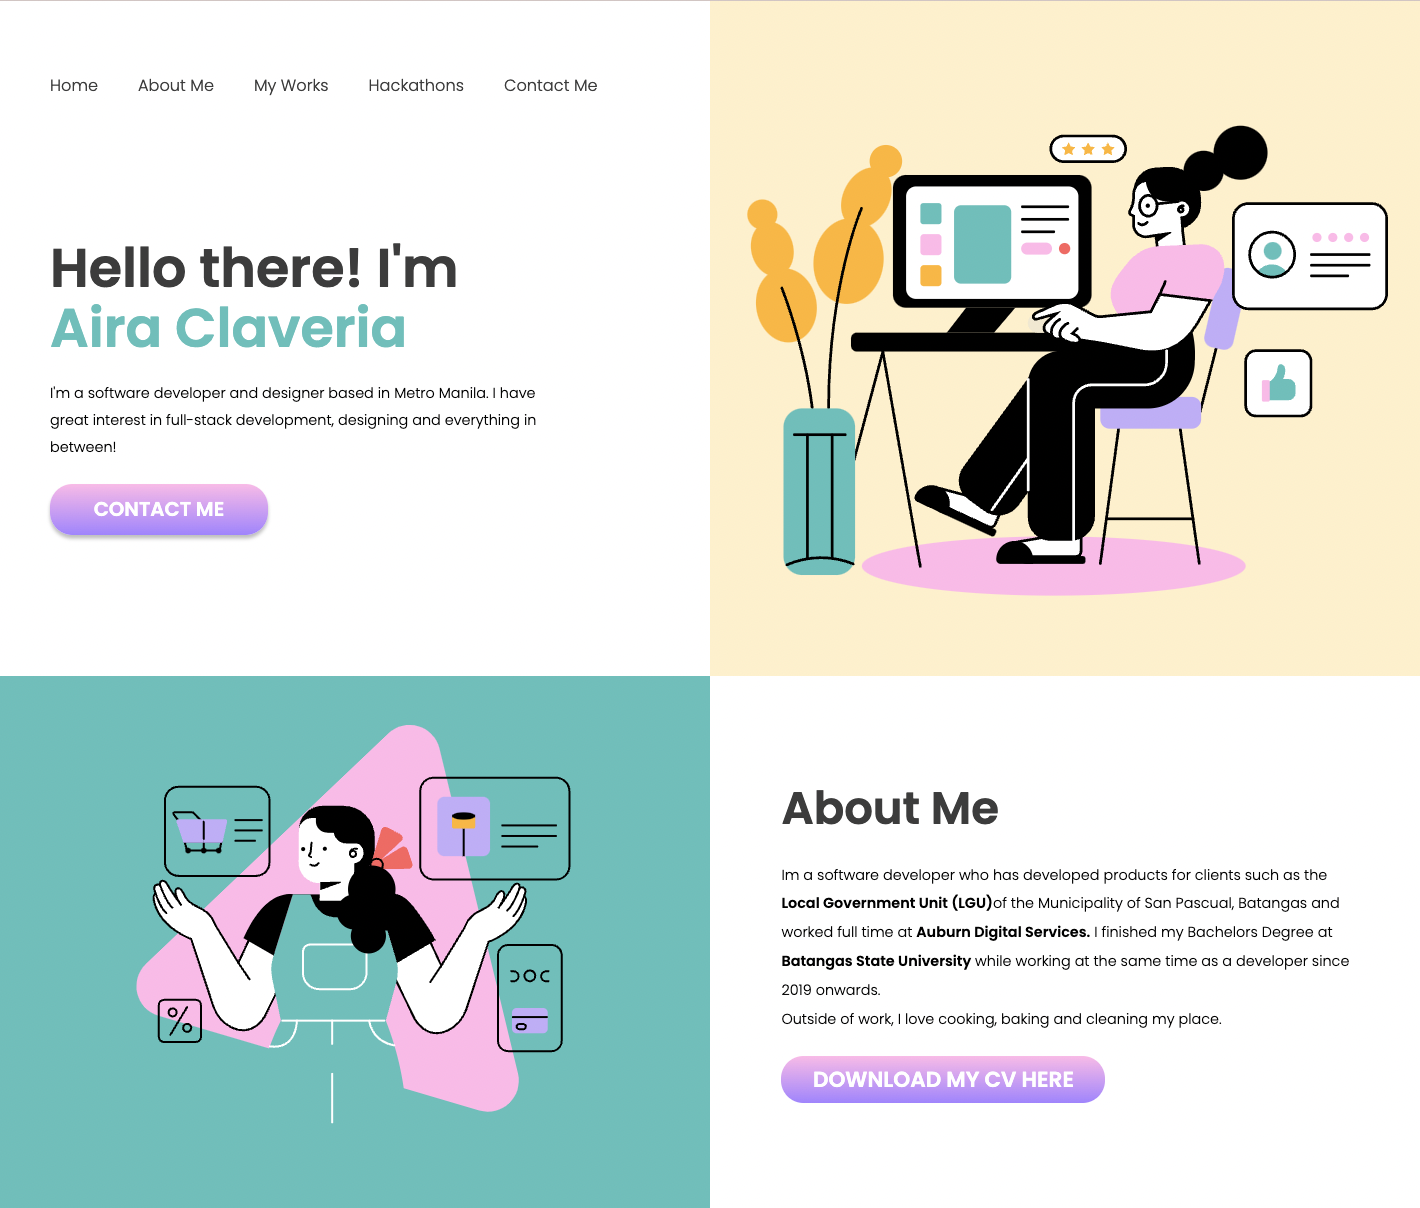 Home About Me My Works Hackathons Contact Me
Hello there! I'm
Aira Claveria
I'm a software developer and designer based in Metro Manila. I have
great interest in full-stack development, designing and everything in
between!
CONTACT ME
About Me
Im a software developer who has developed products for clients such as the
Local Government Unit (LGU)of the Municipality of San Pascual, Batangas and
worked full time at Auburn Digital Services. I finished my Bachelors Degree at
Batangas State University while working at the same time as a developer since
2019 onwards.
Outside of work, I love cooking, baking and cleaning my place.
DOWNLOAD MY CV HERE